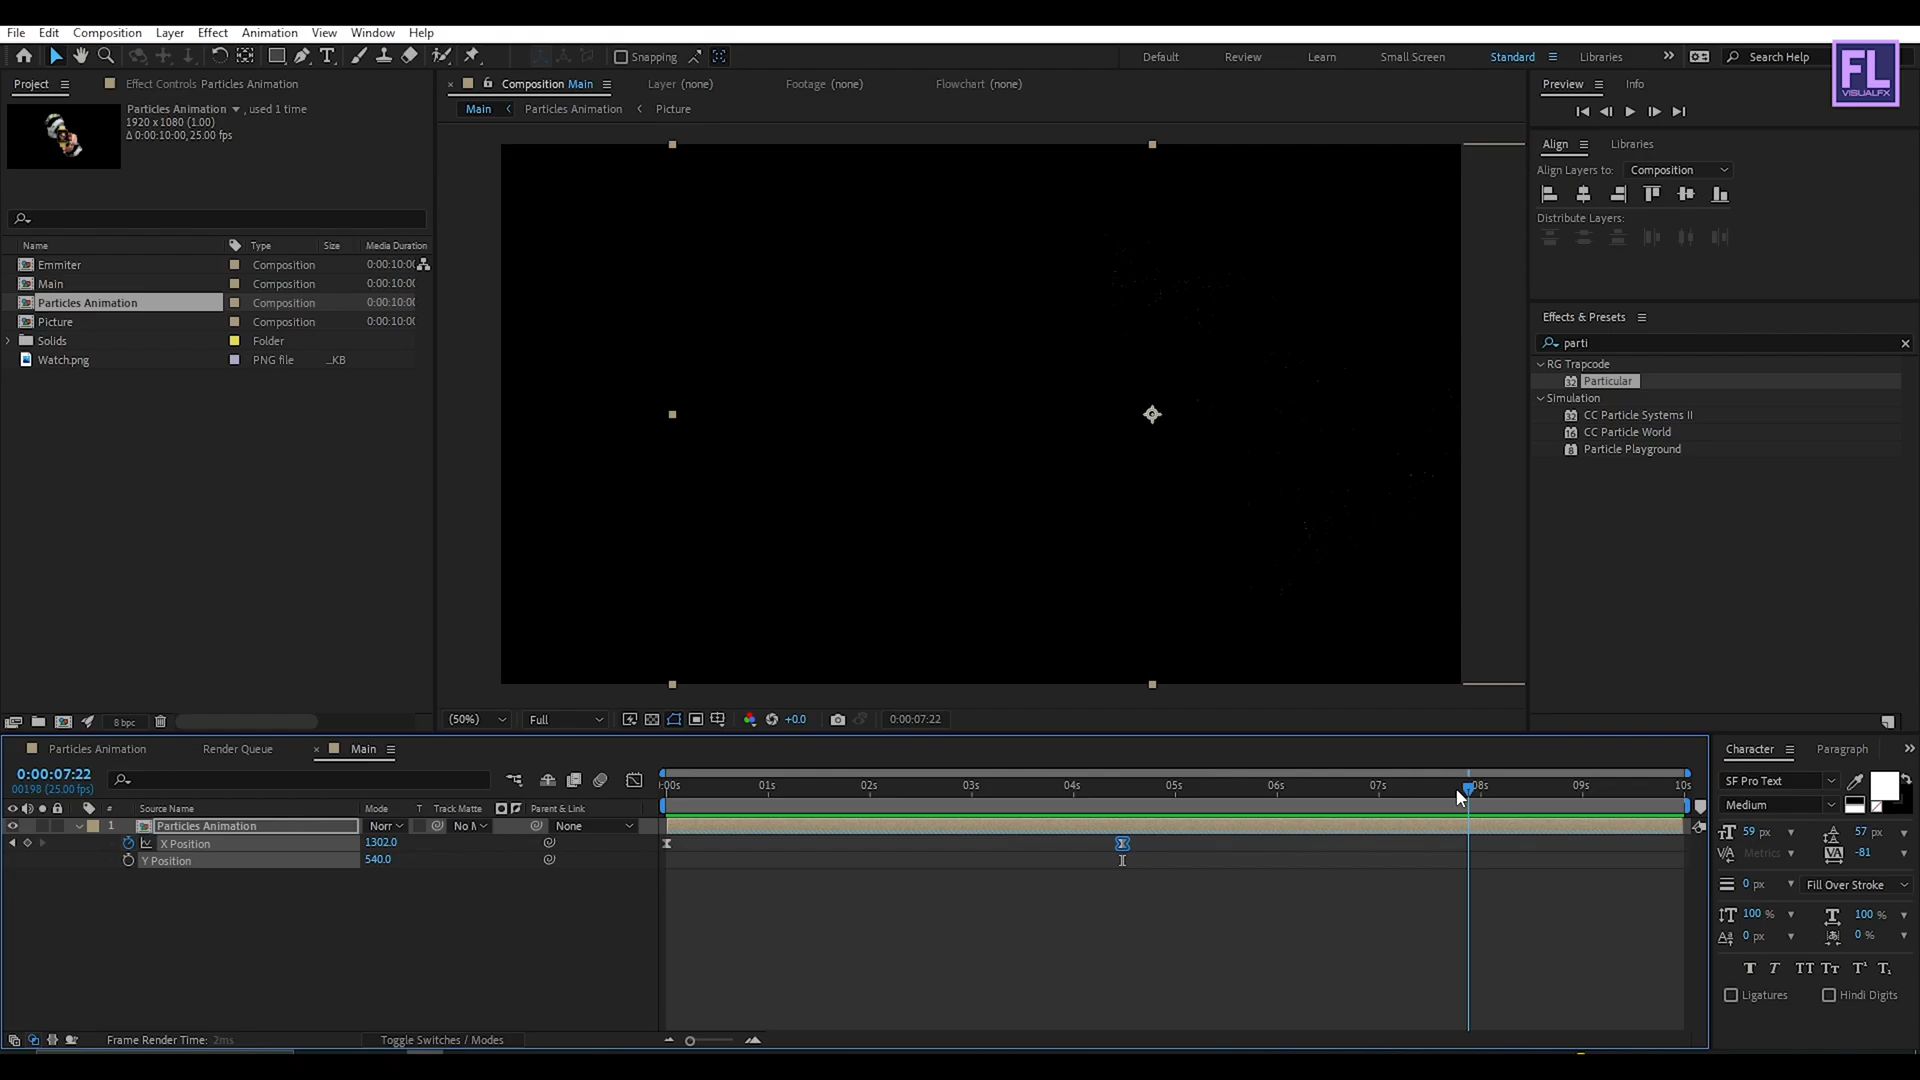 File Edit Composition Layer Effect Animation View Window Help
Snapping
Default Review Learn Small Screen Standard Libraries Search Help
FL
VISUALFX
Project Effect Controls Particles Animation
Particles Animation , used 1 time
1920 x 1080 (1.00)
Δ 0:00:10:00, 25.00 fps
Name Type Size Media Duration
Emmiter Composition 0:00:10:00
Main Composition 0:00:10:00
Particles Animation Composition 0:00:10:00
Picture Composition 0:00:10:00
Solids Folder
Watch.png PNG file ...KB
8 bpc
Composition Main Layer (none) Footage (none) Flowchart (none)
Main Particles Animation Picture
(50%) Full +0.0 0:00:07:22
Preview Info
Align Libraries
Align Layers to: Composition
Distribute Layers:
Effects & Presets
parti
RG Trapcode
Particular
Simulation
CC Particle Systems II
CC Particle World
Particle Playground
Particles Animation Render Queue Main
0:00:07:22
00198 (25.00 fps)
# Source Name Mode T Track Matte Parent & Link
1 Particles Animation Norr No M None
X Position 1302.0
Y Position 540.0
:00s 01s 02s 03s 04s 05s 06s 07s 08s 09s 10s
Frame Render Time: 2ms Toggle Switches / Modes
Character Paragraph
SF Pro Text
Medium
59 px 57 px
Metrics -81
0 px Fill Over Stroke
100 % 100 %
0 px 0 %
T T TT Tt T¹ T₁
Ligatures Hindi Digits